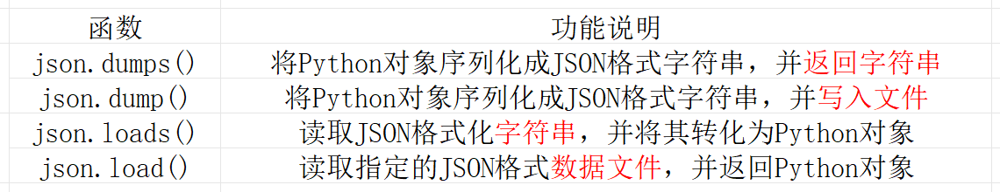 函数 功能说明
json.dumps() 将Python对象序列化成JSON格式字符串，并返回字符串
json.dump() 将Python对象序列化成JSON格式字符串，并写入文件
json.loads() 读取JSON格式化字符串，并将其转化为Python对象
json.load() 读取指定的JSON格式数据文件，并返回Python对象